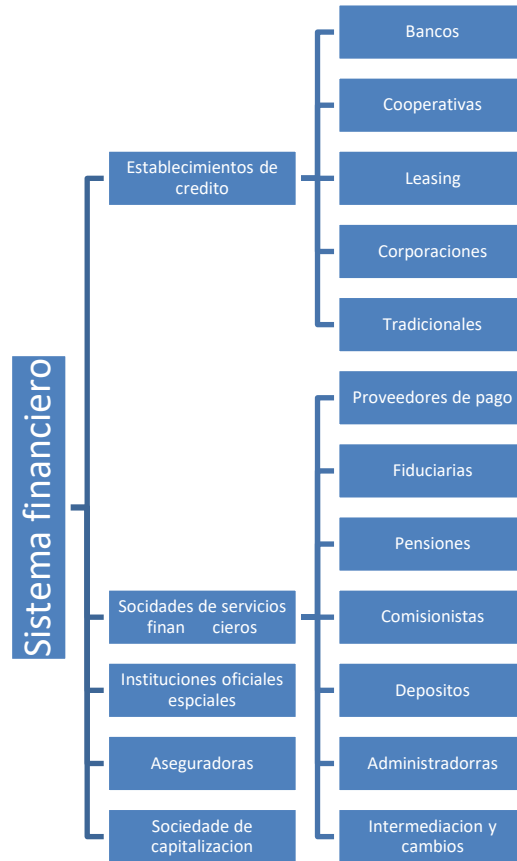 Sistema financiero
Establecimientos de
credito
Bancos
Cooperativas
Leasing
Corporaciones
Tradicionales
Socidades de servicios
finan cieros
Proveedores de pago
Fiduciarias
Pensiones
Comisionistas
Depositos
Administradorras
Intermediacion y
cambios
Instituciones oficiales
espciales
Aseguradoras
Sociedade de
capitalizacion